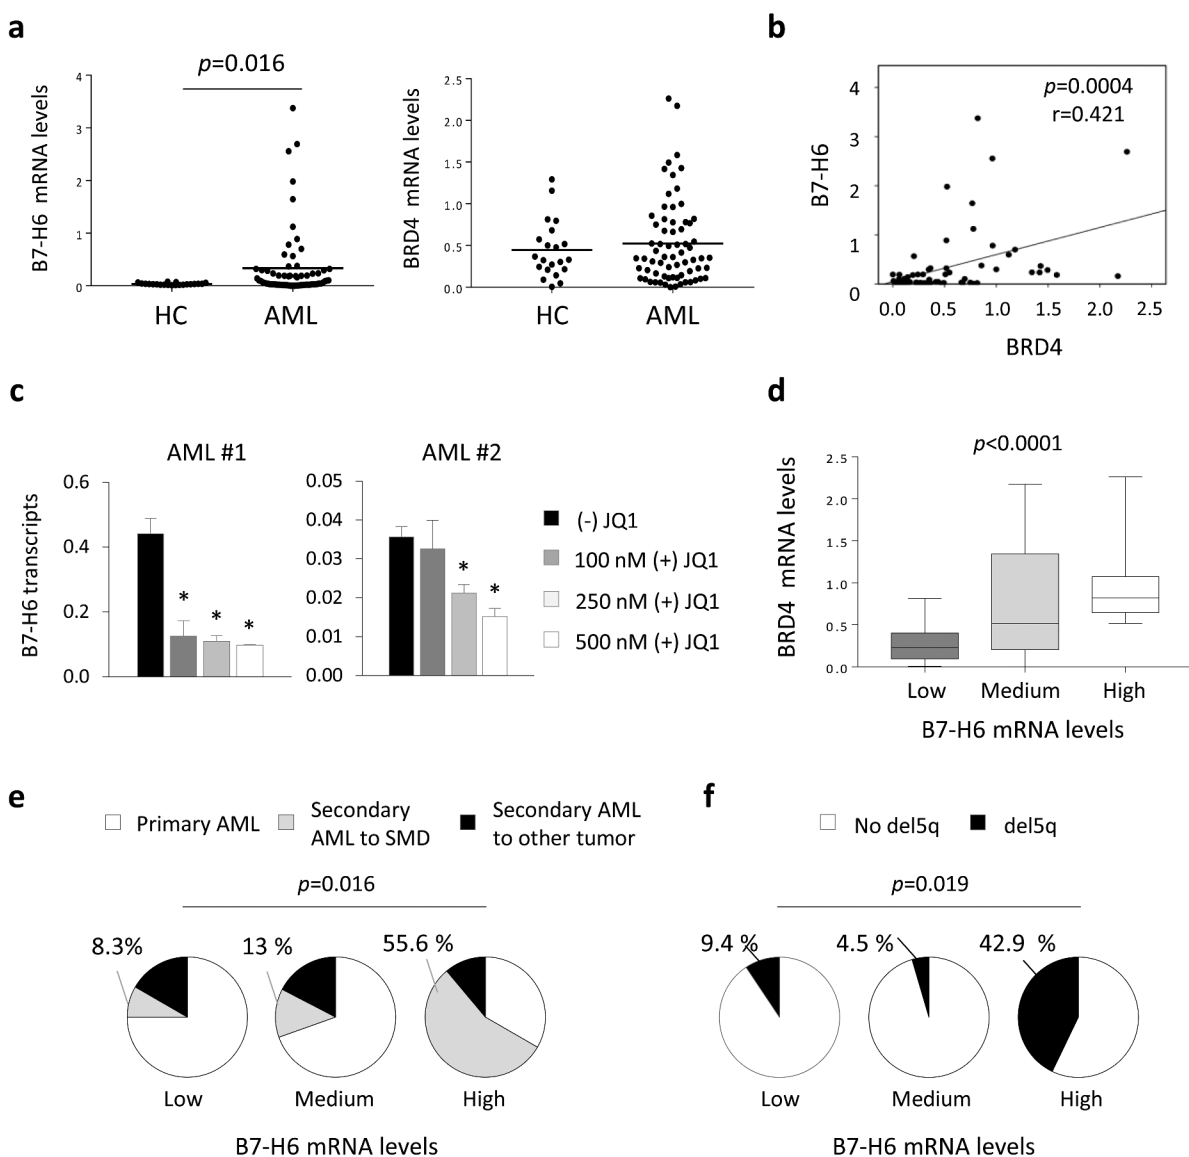 a
p=0.016
B7-H6 mRNA levels
4
3
2
1
0
HC
AML
BRD4 mRNA levels
2.5
2.0
1.5
1.0
0.5
0.0
HC
AML
b
p=0.0004
r=0.421
B7-H6
4
3
2
1
0
0.0
0.5
1.0
1.5
2.0
2.5
BRD4
c
AML #1
B7-H6 transcripts
0.6
0.4
0.2
0.0
*
*
*
AML #2
0.05
0.04
0.03
0.02
0.01
0.00
*
*
(-) JQ1
100 nM (+) JQ1
250 nM (+) JQ1
500 nM (+) JQ1
d
p<0.0001
BRD4 mRNA levels
2.5
2.0
1.5
1.0
0.5
0.0
Low
Medium
High
B7-H6 mRNA levels
e
Primary AML
Secondary
AML to SMD
Secondary AML
to other tumor
p=0.016
8.3%
13 %
55.6 %
Low
Medium
High
B7-H6 mRNA levels
f
No del5q
del5q
p=0.019
9.4 %
4.5 %
42.9 %
Low
Medium
High
B7-H6 mRNA levels